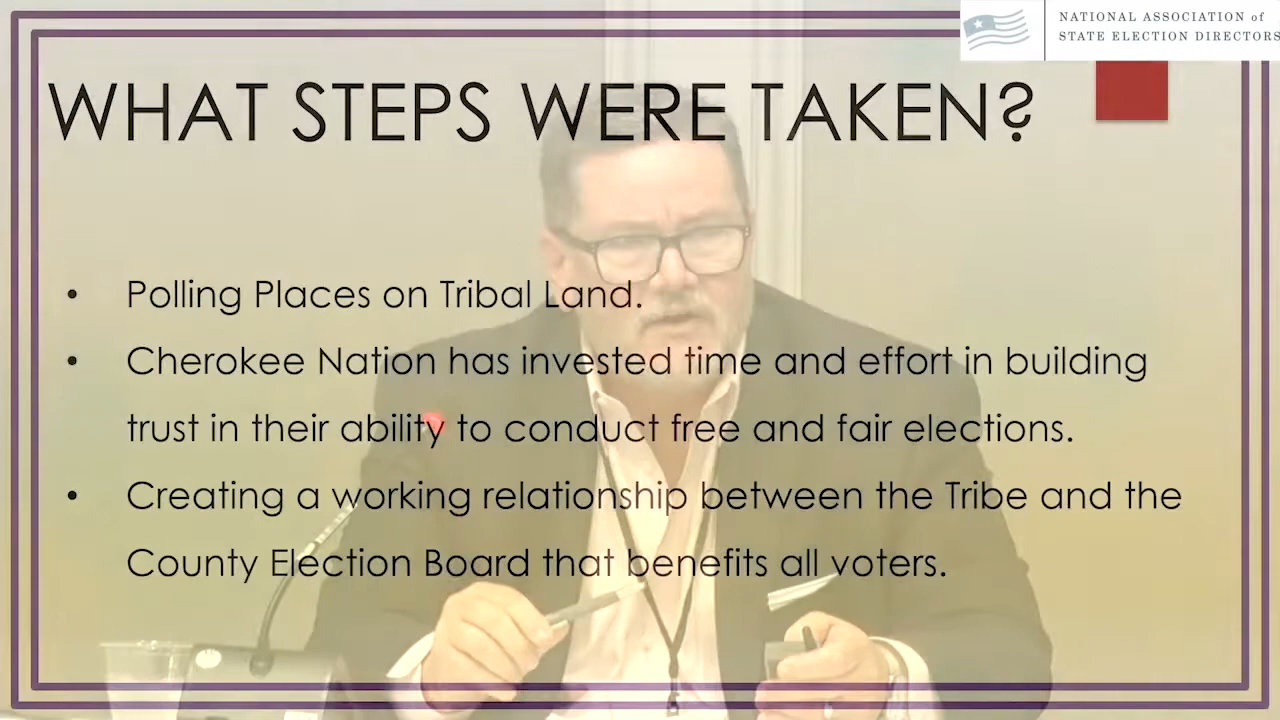 NATIONAL ASSOCIATION of
STATE ELECTION DIRECTORS
WHAT STEPS WERE TAKEN?
• Polling Places on Tribal Land.
• Cherokee Nation has invested time and effort in building
trust in their ability to conduct free and fair elections.
• Creating a working relationship between the Tribe and the
County Election Board that benefits all voters.